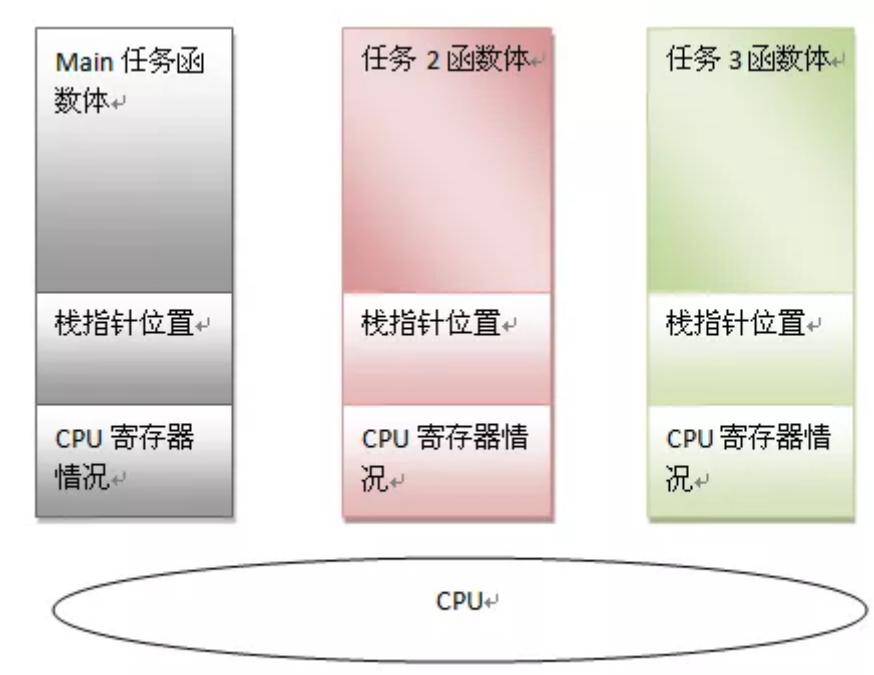 Main 任务函
数体
任务 2 函数体
任务 3 函数体
栈指针位置
栈指针位置
栈指针位置
CPU 寄存器
情况
CPU 寄存器情
况
CPU 寄存器情
况
CPU